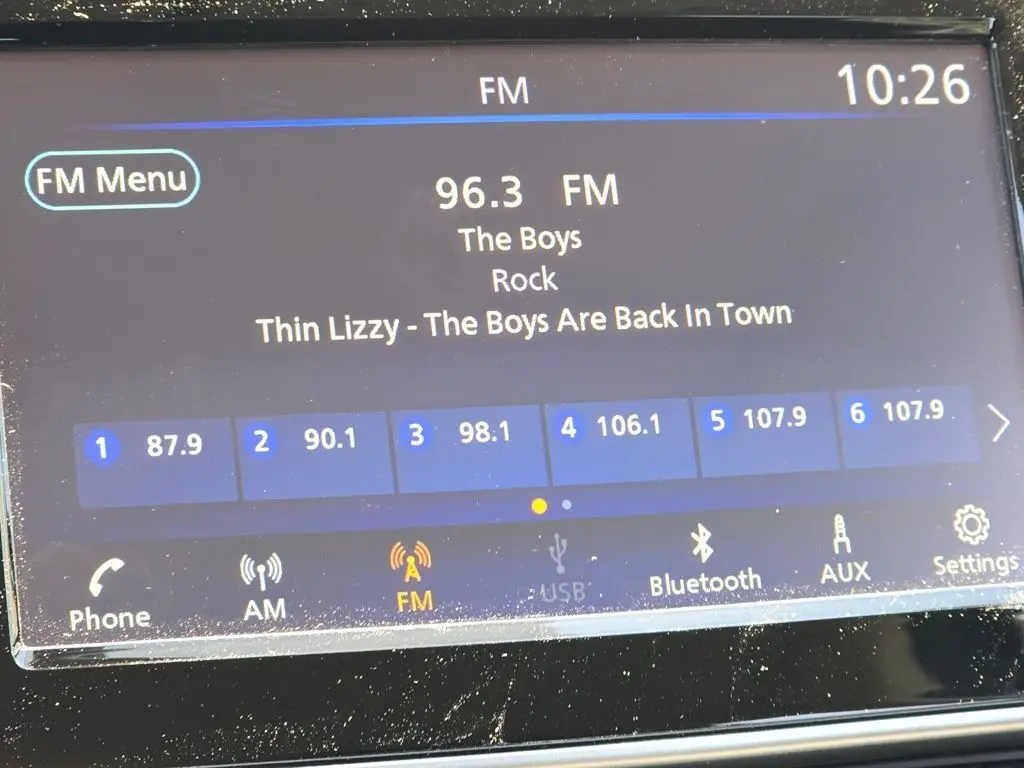 FM
10:26
FM Menu
96.3 FM
The Boys
Rock
Thin Lizzy - The Boys Are Back In Town
1 87.9 2 90.1 3 98.1 4 106.1 5 107.9 6 107.9
Phone AM FM USB Bluetooth AUX Settings